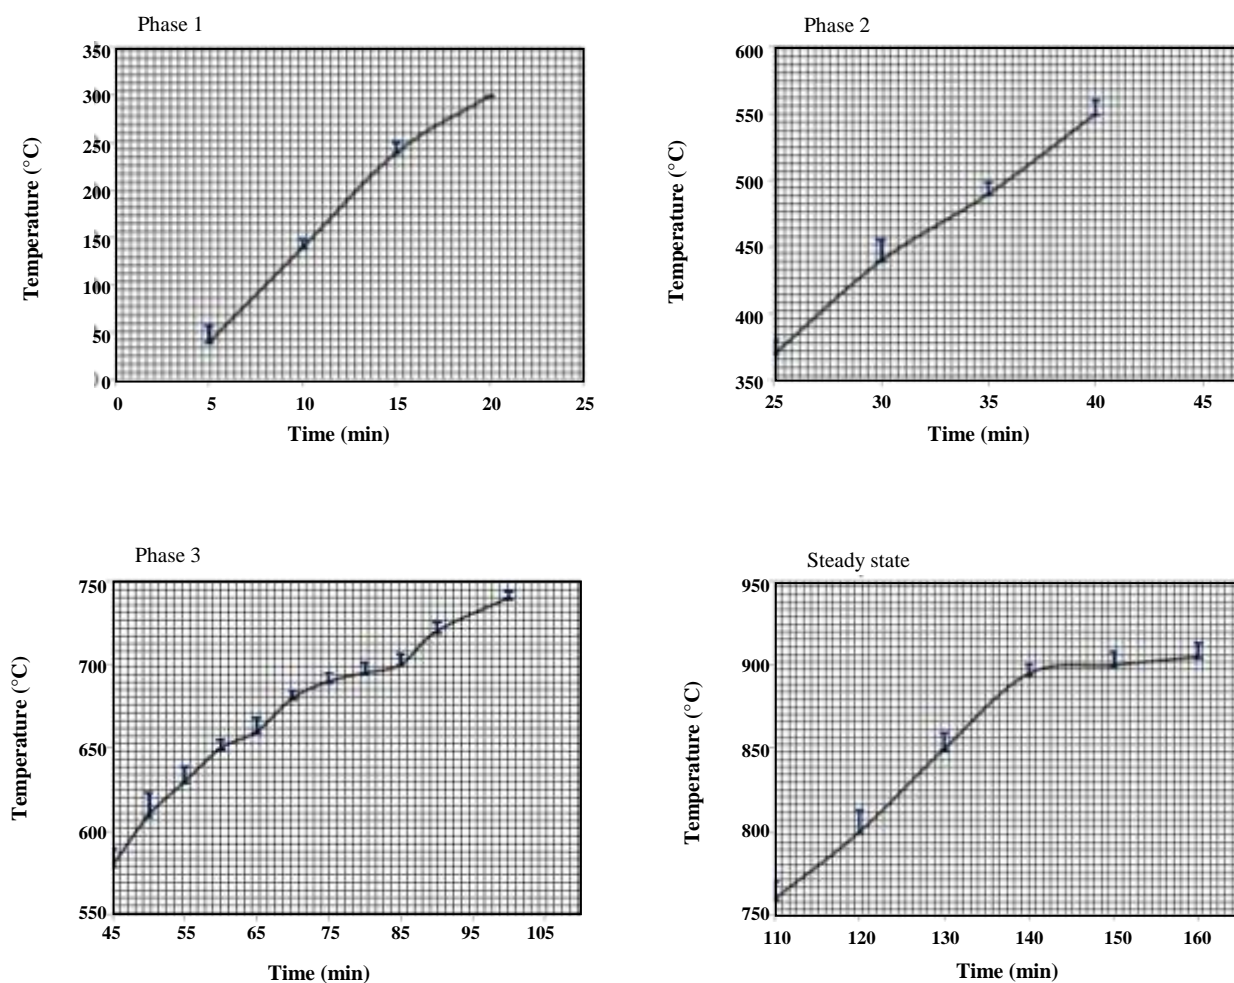 Phase 1
350
300
250
200
150
100
50
0
0 5 10 15 20 25
Temperature (°C)
Time (min)
Phase 2
600
550
500
450
400
350
25 30 35 40 45
Temperature (°C)
Time (min)
Phase 3
750
700
650
600
550
45 55 65 75 85 95 105
Temperature (°C)
Time (min)
Steady state
950
900
850
800
750
110 120 130 140 150 160
Temperature (°C)
Time (min)